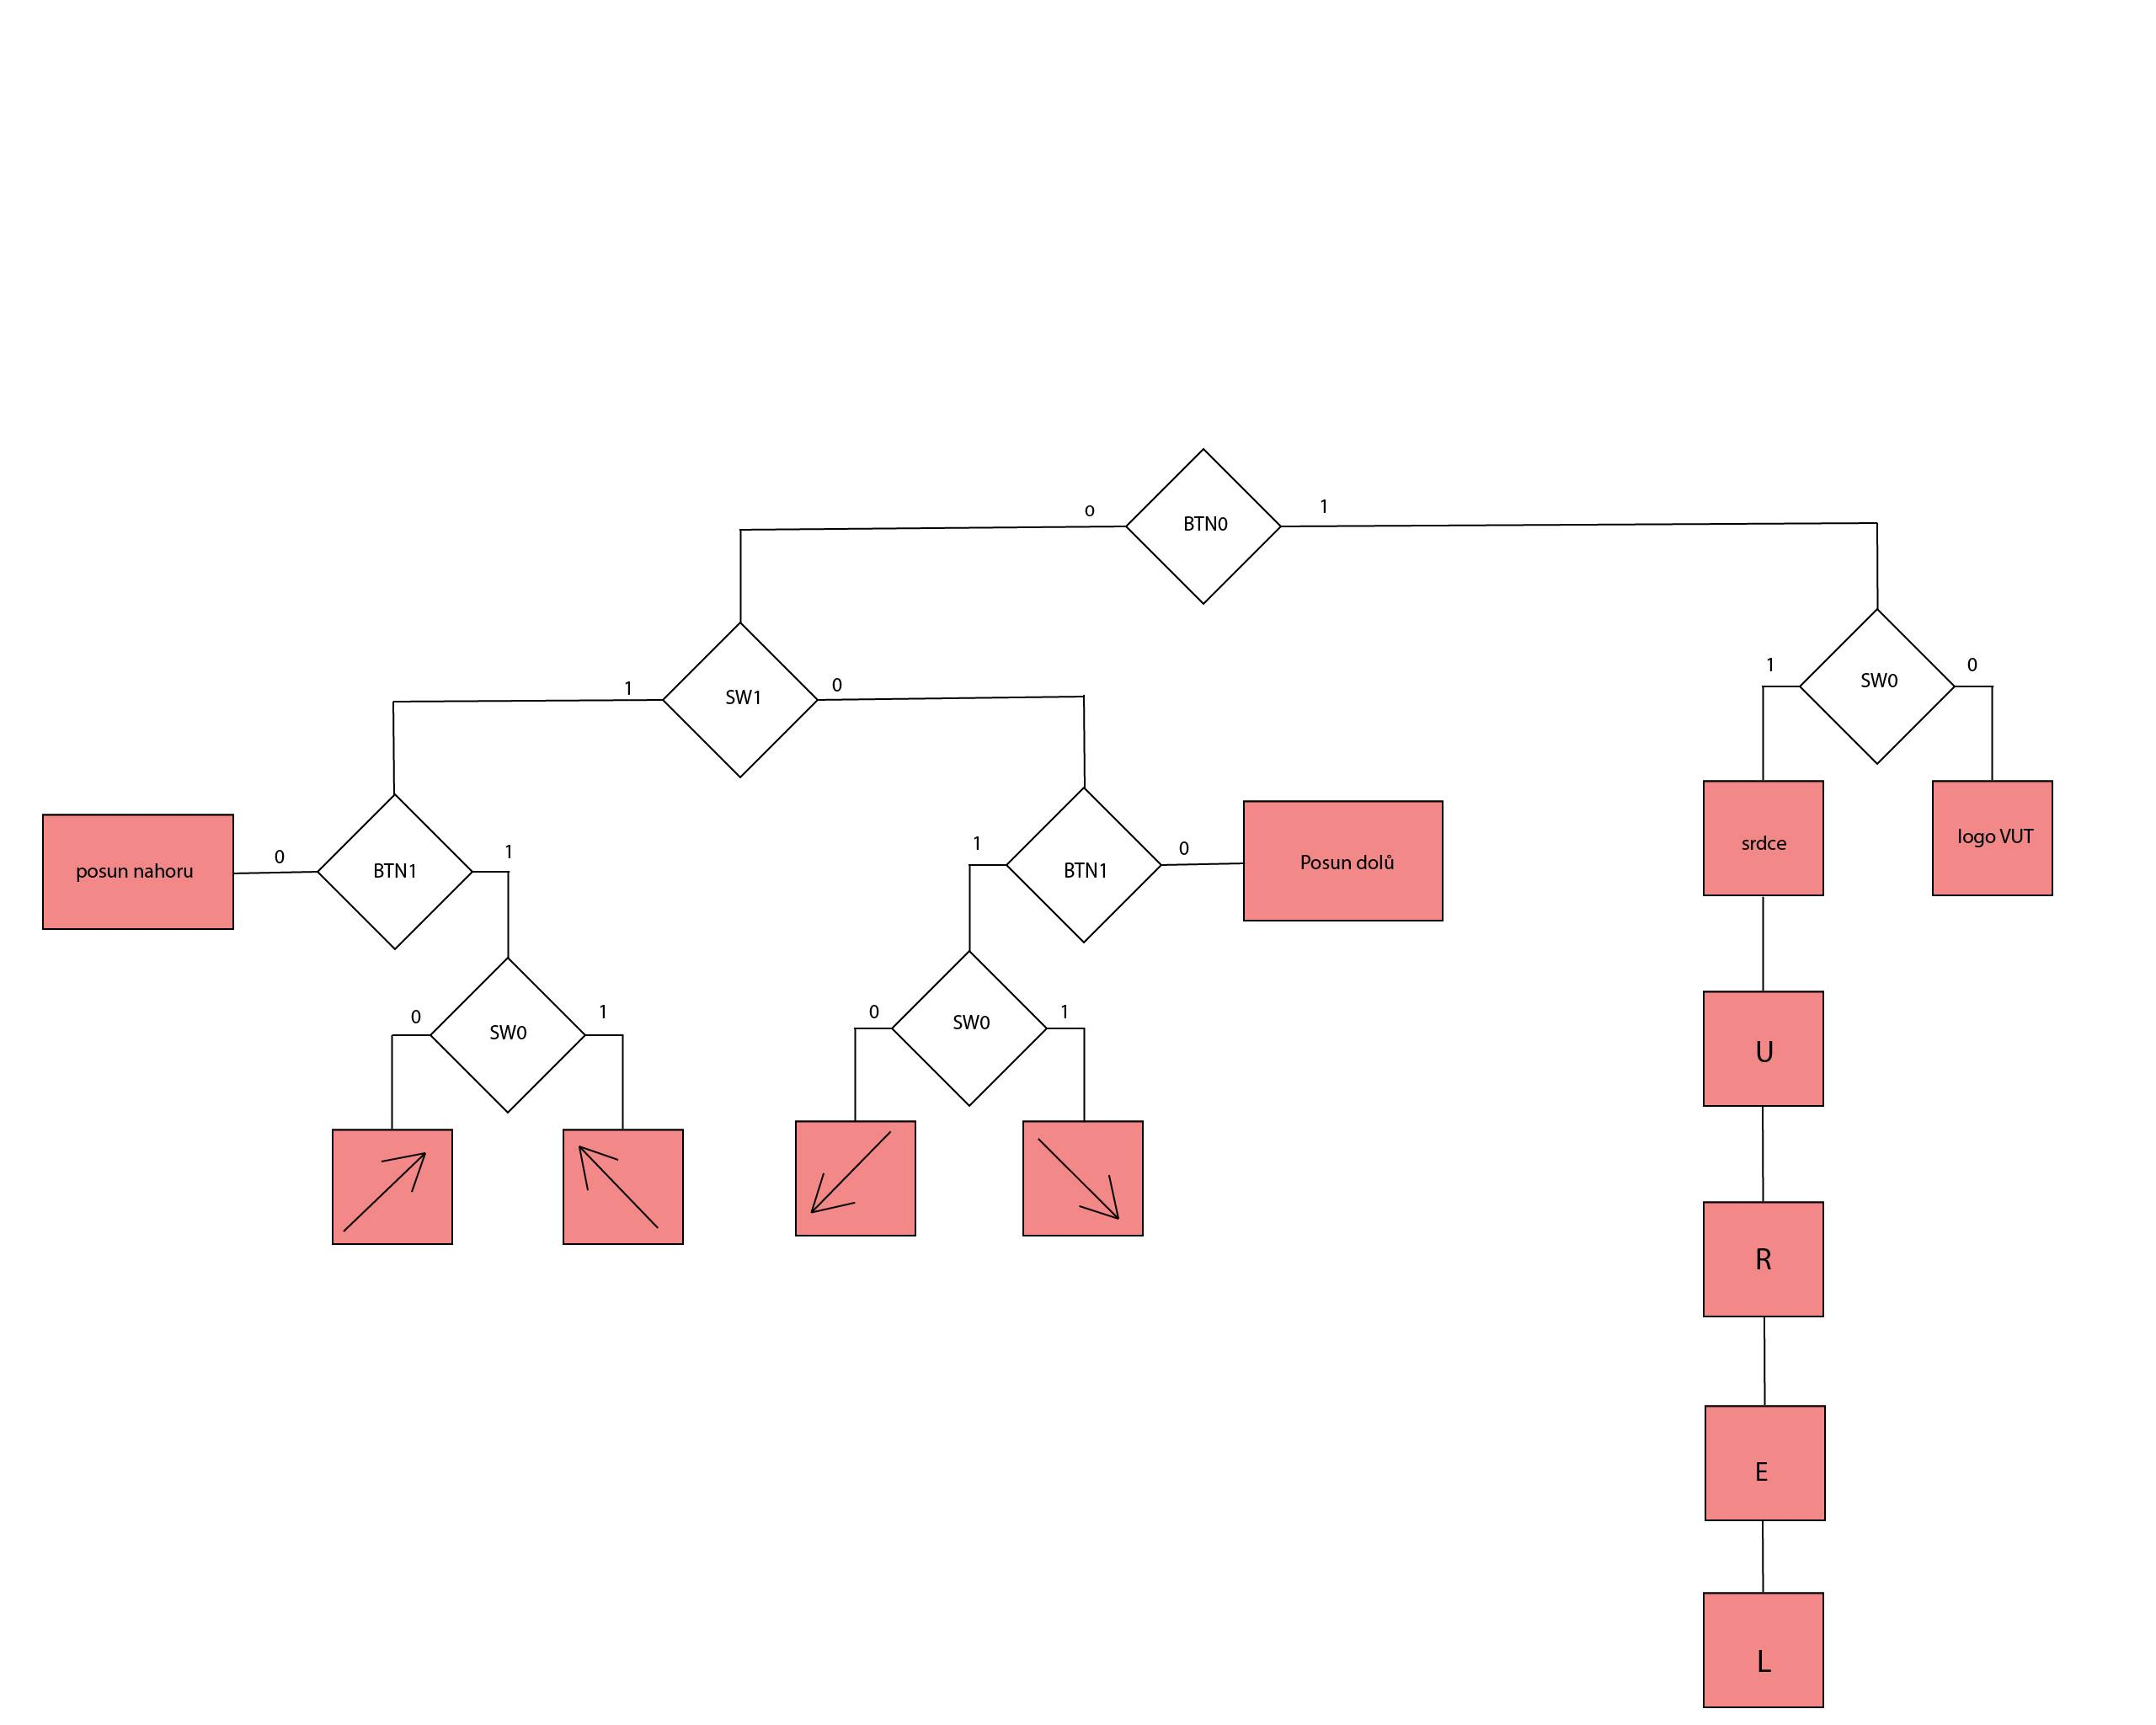 o
1
BTN0
1
0
SW1
1
0
SW0
posun nahoru
0
BTN1
1
1
BTN1
0
Posun dolů
srdce
logo VUT
0
SW0
1
0
SW0
1
U
R
E
L